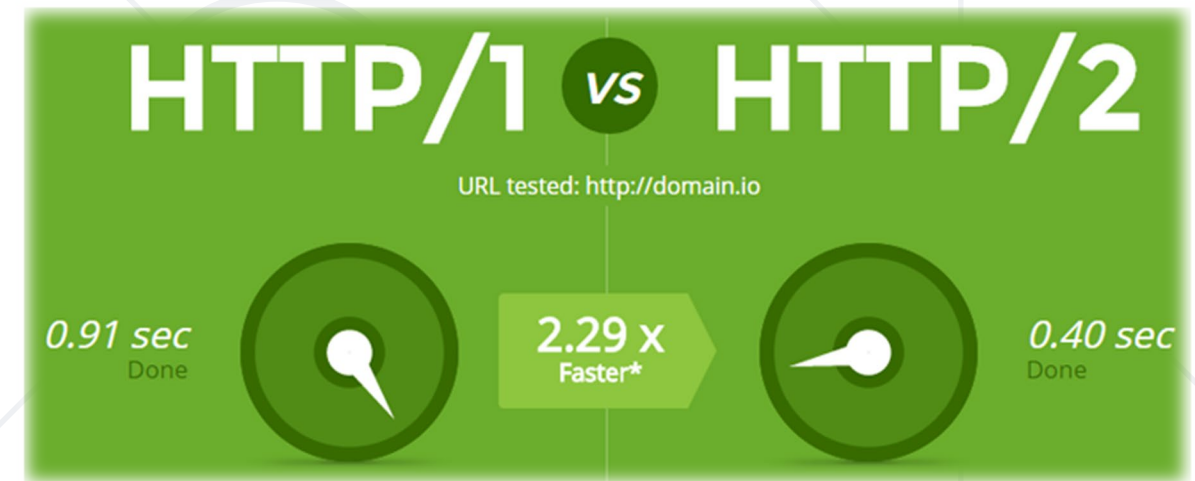 HTTP/1 VS HTTP/2
URL tested: http://domain.io
0.91 sec
Done
2.29 x
Faster*
0.40 sec
Done